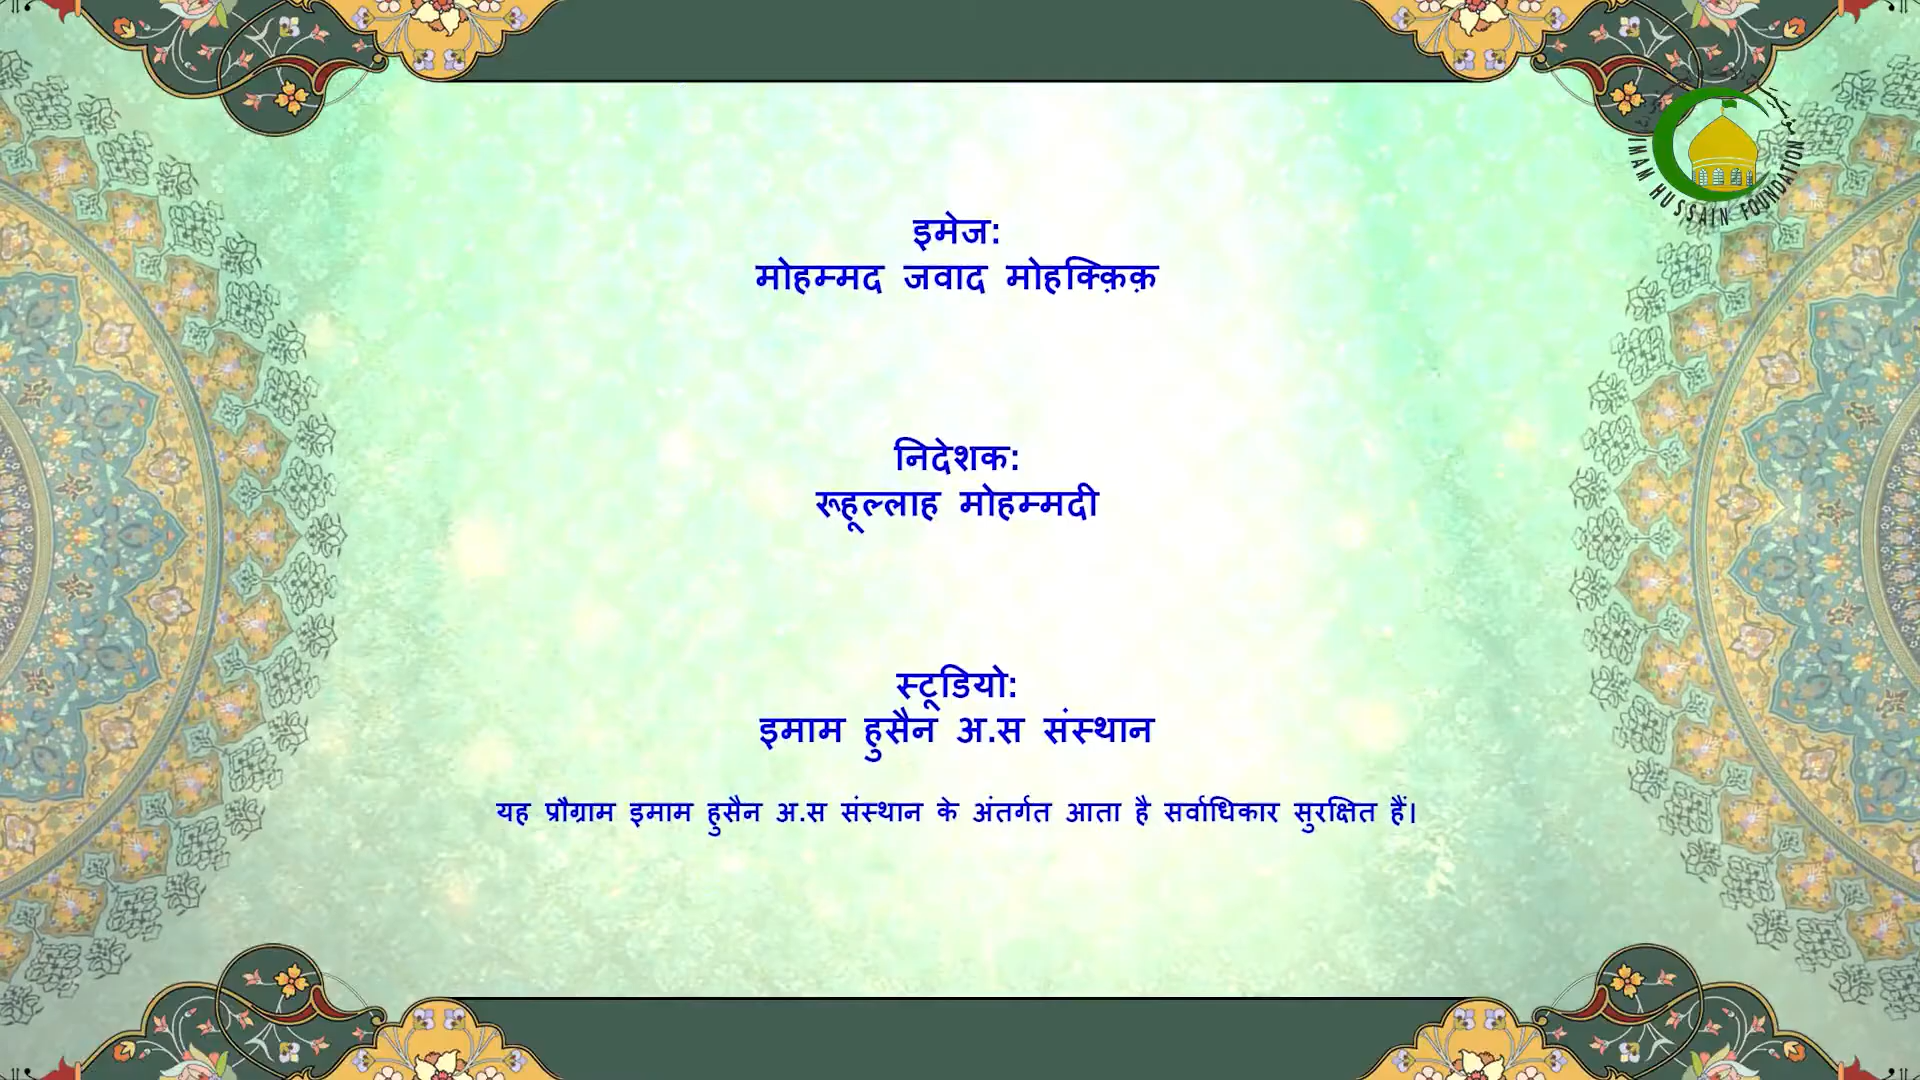 IMAM HUSSAIN FOUNDATION
इमेज:
मोहम्मद जवाद मोहक्क़िक़
निदेशक:
रूहूल्लाह मोहम्मदी
स्टूडियो:
इमाम हुसैन अ.स संस्थान
यह प्रौग्राम इमाम हुसैन अ.स संस्थान के अंतर्गत आता है सर्वाधिकार सुरक्षित हैं।